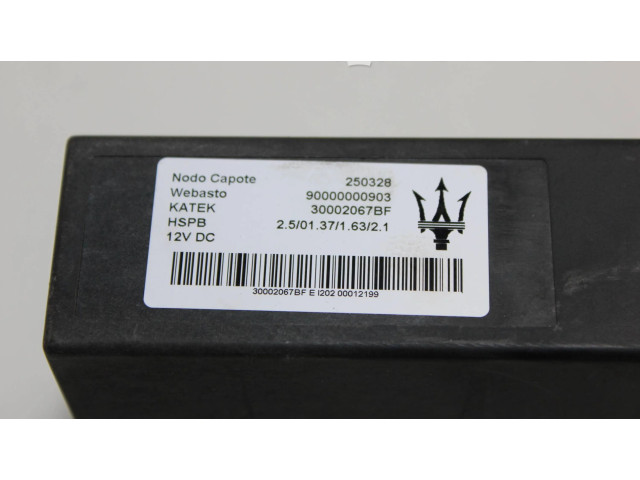 Nodo Capote 250328
Webasto 90000000903
KATEK 30002067BF
HSPB 2.5/01.37/1.63/2.1
12V DC
30002067BF E I202 00012199